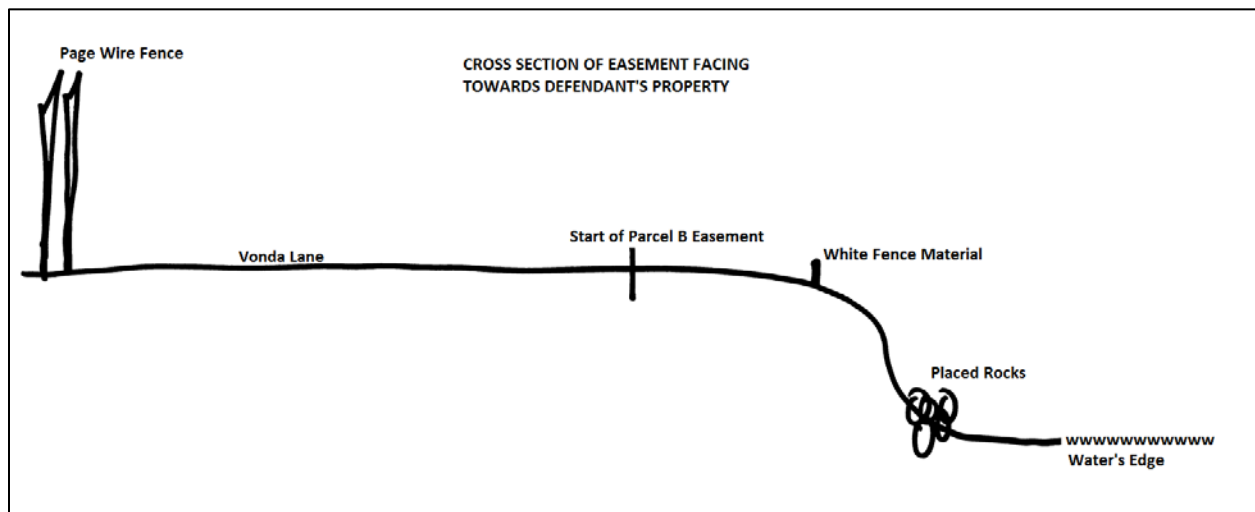 Page Wire Fence
CROSS SECTION OF EASEMENT FACING
TOWARDS DEFENDANT'S PROPERTY
Start of Parcel B Easement
Vonda Lane
White Fence Material
Placed Rocks
wwwwwwwwwww
Water's Edge